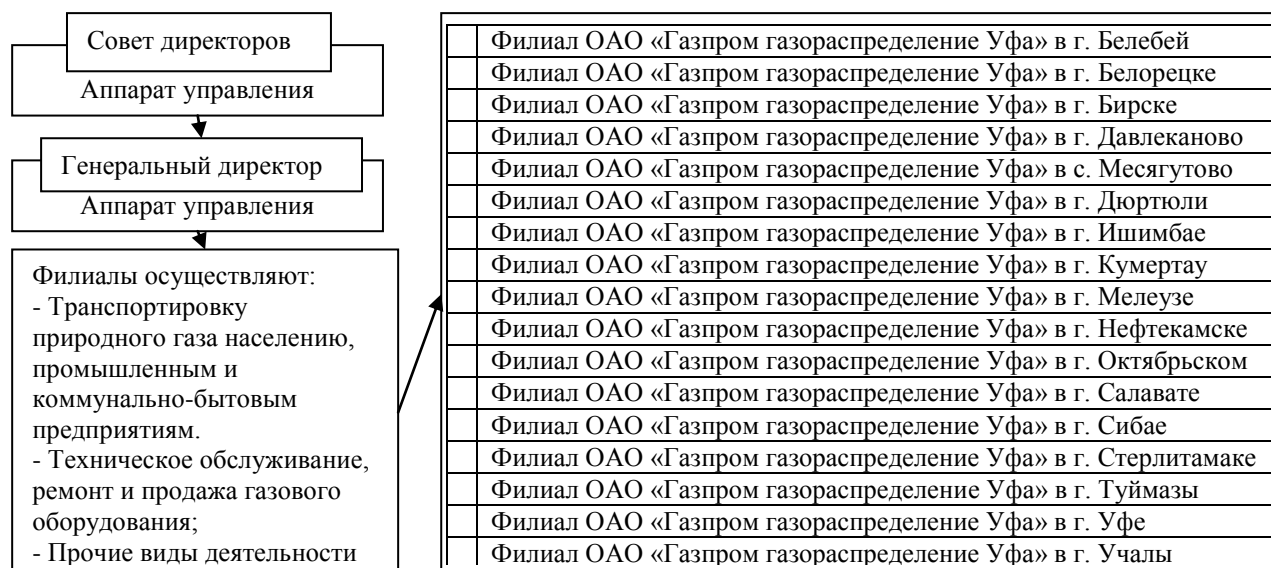 Совет директоров
Аппарат управления
Генеральный директор
Аппарат управления
Филиалы осуществляют:
- Транспортировку
природного газа населению,
промышленным и
коммунально-бытовым
предприятиям.
- Техническое обслуживание,
ремонт и продажа газового
оборудования;
- Прочие виды деятельности
Филиал ОАО «Газпром газораспределение Уфа» в г. Белебей
Филиал ОАО «Газпром газораспределение Уфа» в г. Белорецке
Филиал ОАО «Газпром газораспределение Уфа» в г. Бирске
Филиал ОАО «Газпром газораспределение Уфа» в г. Давлеканово
Филиал ОАО «Газпром газораспределение Уфа» в с. Месягутово
Филиал ОАО «Газпром газораспределение Уфа» в г. Дюртюли
Филиал ОАО «Газпром газораспределение Уфа» в г. Ишимбае
Филиал ОАО «Газпром газораспределение Уфа» в г. Кумертау
Филиал ОАО «Газпром газораспределение Уфа» в г. Мелеузе
Филиал ОАО «Газпром газораспределение Уфа» в г. Нефтекамске
Филиал ОАО «Газпром газораспределение Уфа» в г. Октябрьском
Филиал ОАО «Газпром газораспределение Уфа» в г. Салавате
Филиал ОАО «Газпром газораспределение Уфа» в г. Сибае
Филиал ОАО «Газпром газораспределение Уфа» в г. Стерлитамаке
Филиал ОАО «Газпром газораспределение Уфа» в г. Туймазы
Филиал ОАО «Газпром газораспределение Уфа» в г. Уфе
Филиал ОАО «Газпром газораспределение Уфа» в г. Учалы